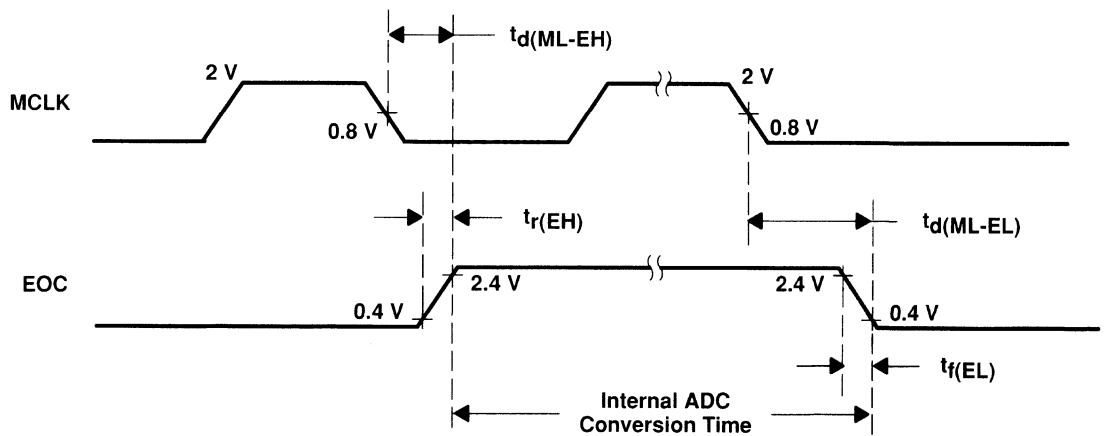 td(ML-EH)
2 V
2 V
MCLK
0.8 V
0.8 V
tr(EH)
td(ML-EL)
EOC
2.4 V
2.4 V
0.4 V
0.4 V
tf(EL)
Internal ADC
Conversion Time